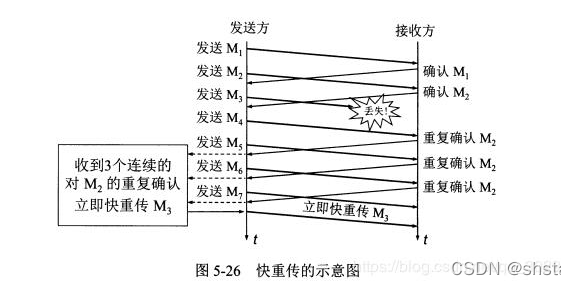 发送方
接收方
发送 M1
确认 M1
发送 M2
确认 M2
发送 M3
丢失!
发送 M4
重复确认 M2
发送 M5
重复确认 M2
发送 M6
重复确认 M2
发送 M7
收到3个连续的
对 M2 的重复确认
立即快重传 M3
立即快重传 M3
t
t
图 5-26 快重传的示意图
CSDN @shsta